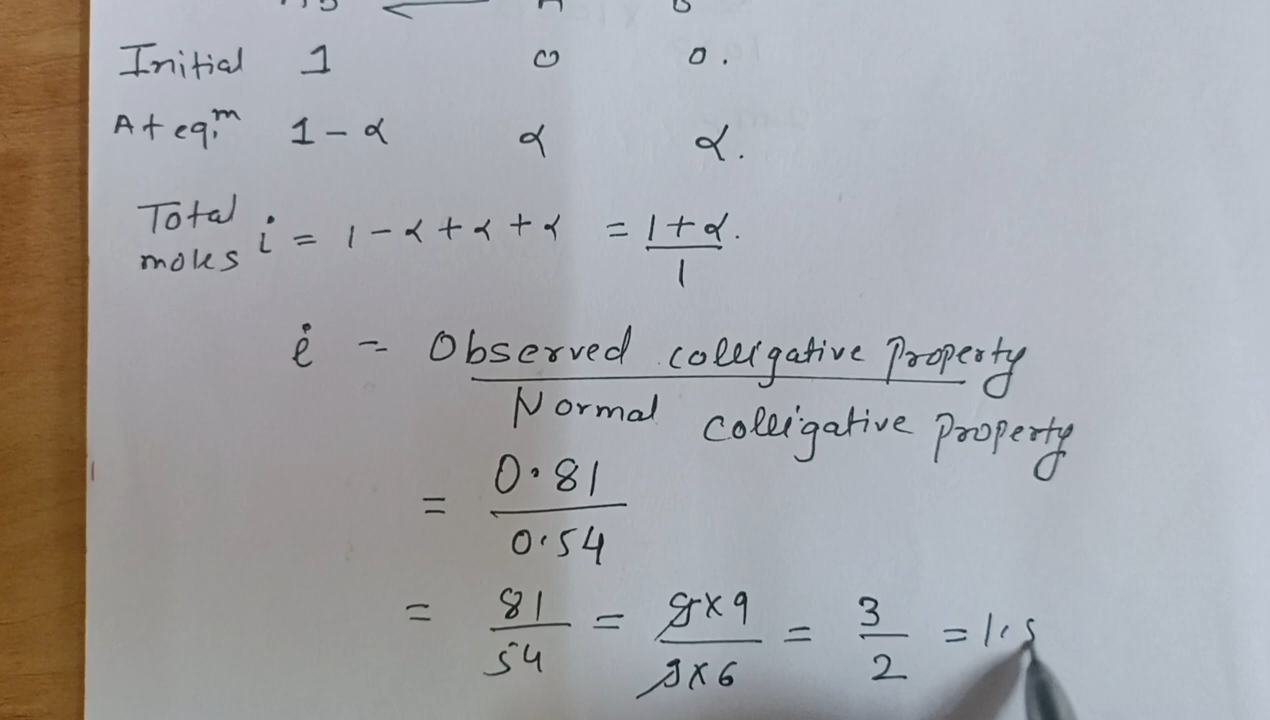 Initial 1 0 0.
At eq.m 1-α α α.
Total moles i = 1-α+α+α = 1+α. / 1
i = Observed colligative Property
Normal colligative Property
= 0.81 / 0.54
= 81 / 54 = 9×9 / 9×6 = 3 / 2 = 1.5